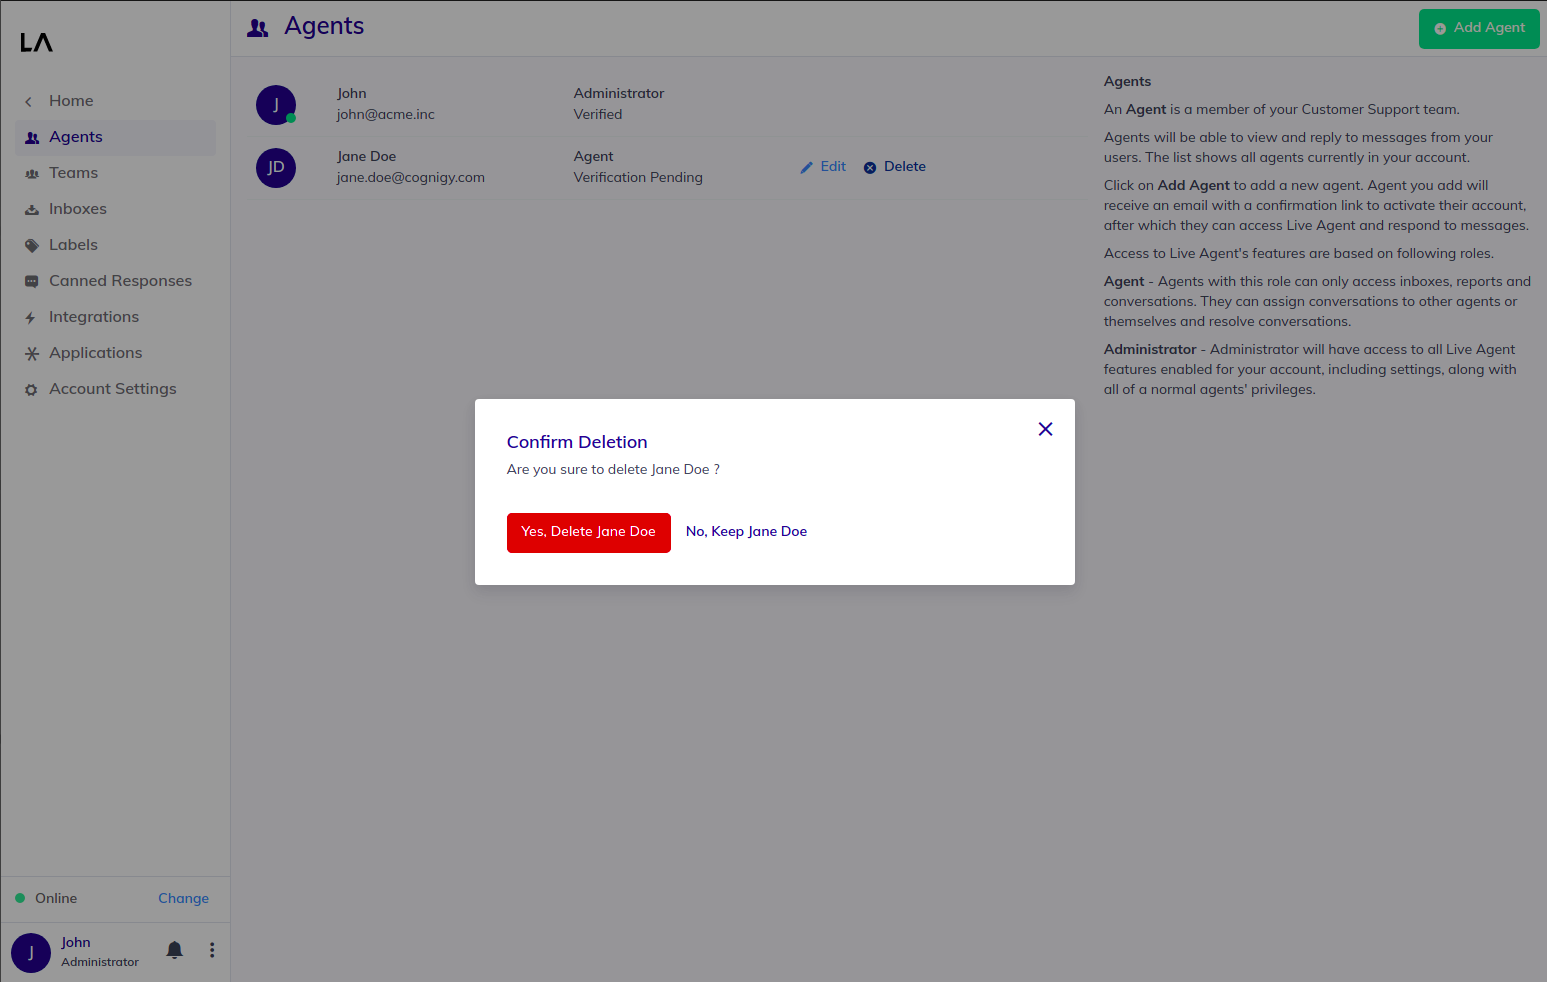 LA
Home
Agents
Teams
Inboxes
Labels
Canned Responses
Integrations
Applications
Account Settings
Online
Change
J
John
Administrator
Agents
Add Agent
J
John
john@acme.inc
Administrator
Verified
JD
Jane Doe
jane.doe@cognigy.com
Agent
Verification Pending
Edit
Delete
Agents
An Agent is a member of your Customer Support team.
Agents will be able to view and reply to messages from your
users. The list shows all agents currently in your account.
Click on Add Agent to add a new agent. Agent you add will
receive an email with a confirmation link to activate their account,
after which they can access Live Agent and respond to messages.
Access to Live Agent's features are based on following roles.
Agent - Agents with this role can only access inboxes, reports and
conversations. They can assign conversations to other agents or
themselves and resolve conversations.
Administrator - Administrator will have access to all Live Agent
features enabled for your account, including settings, along with
all of a normal agents' privileges.
Confirm Deletion
Are you sure to delete Jane Doe ?
Yes, Delete Jane Doe
No, Keep Jane Doe